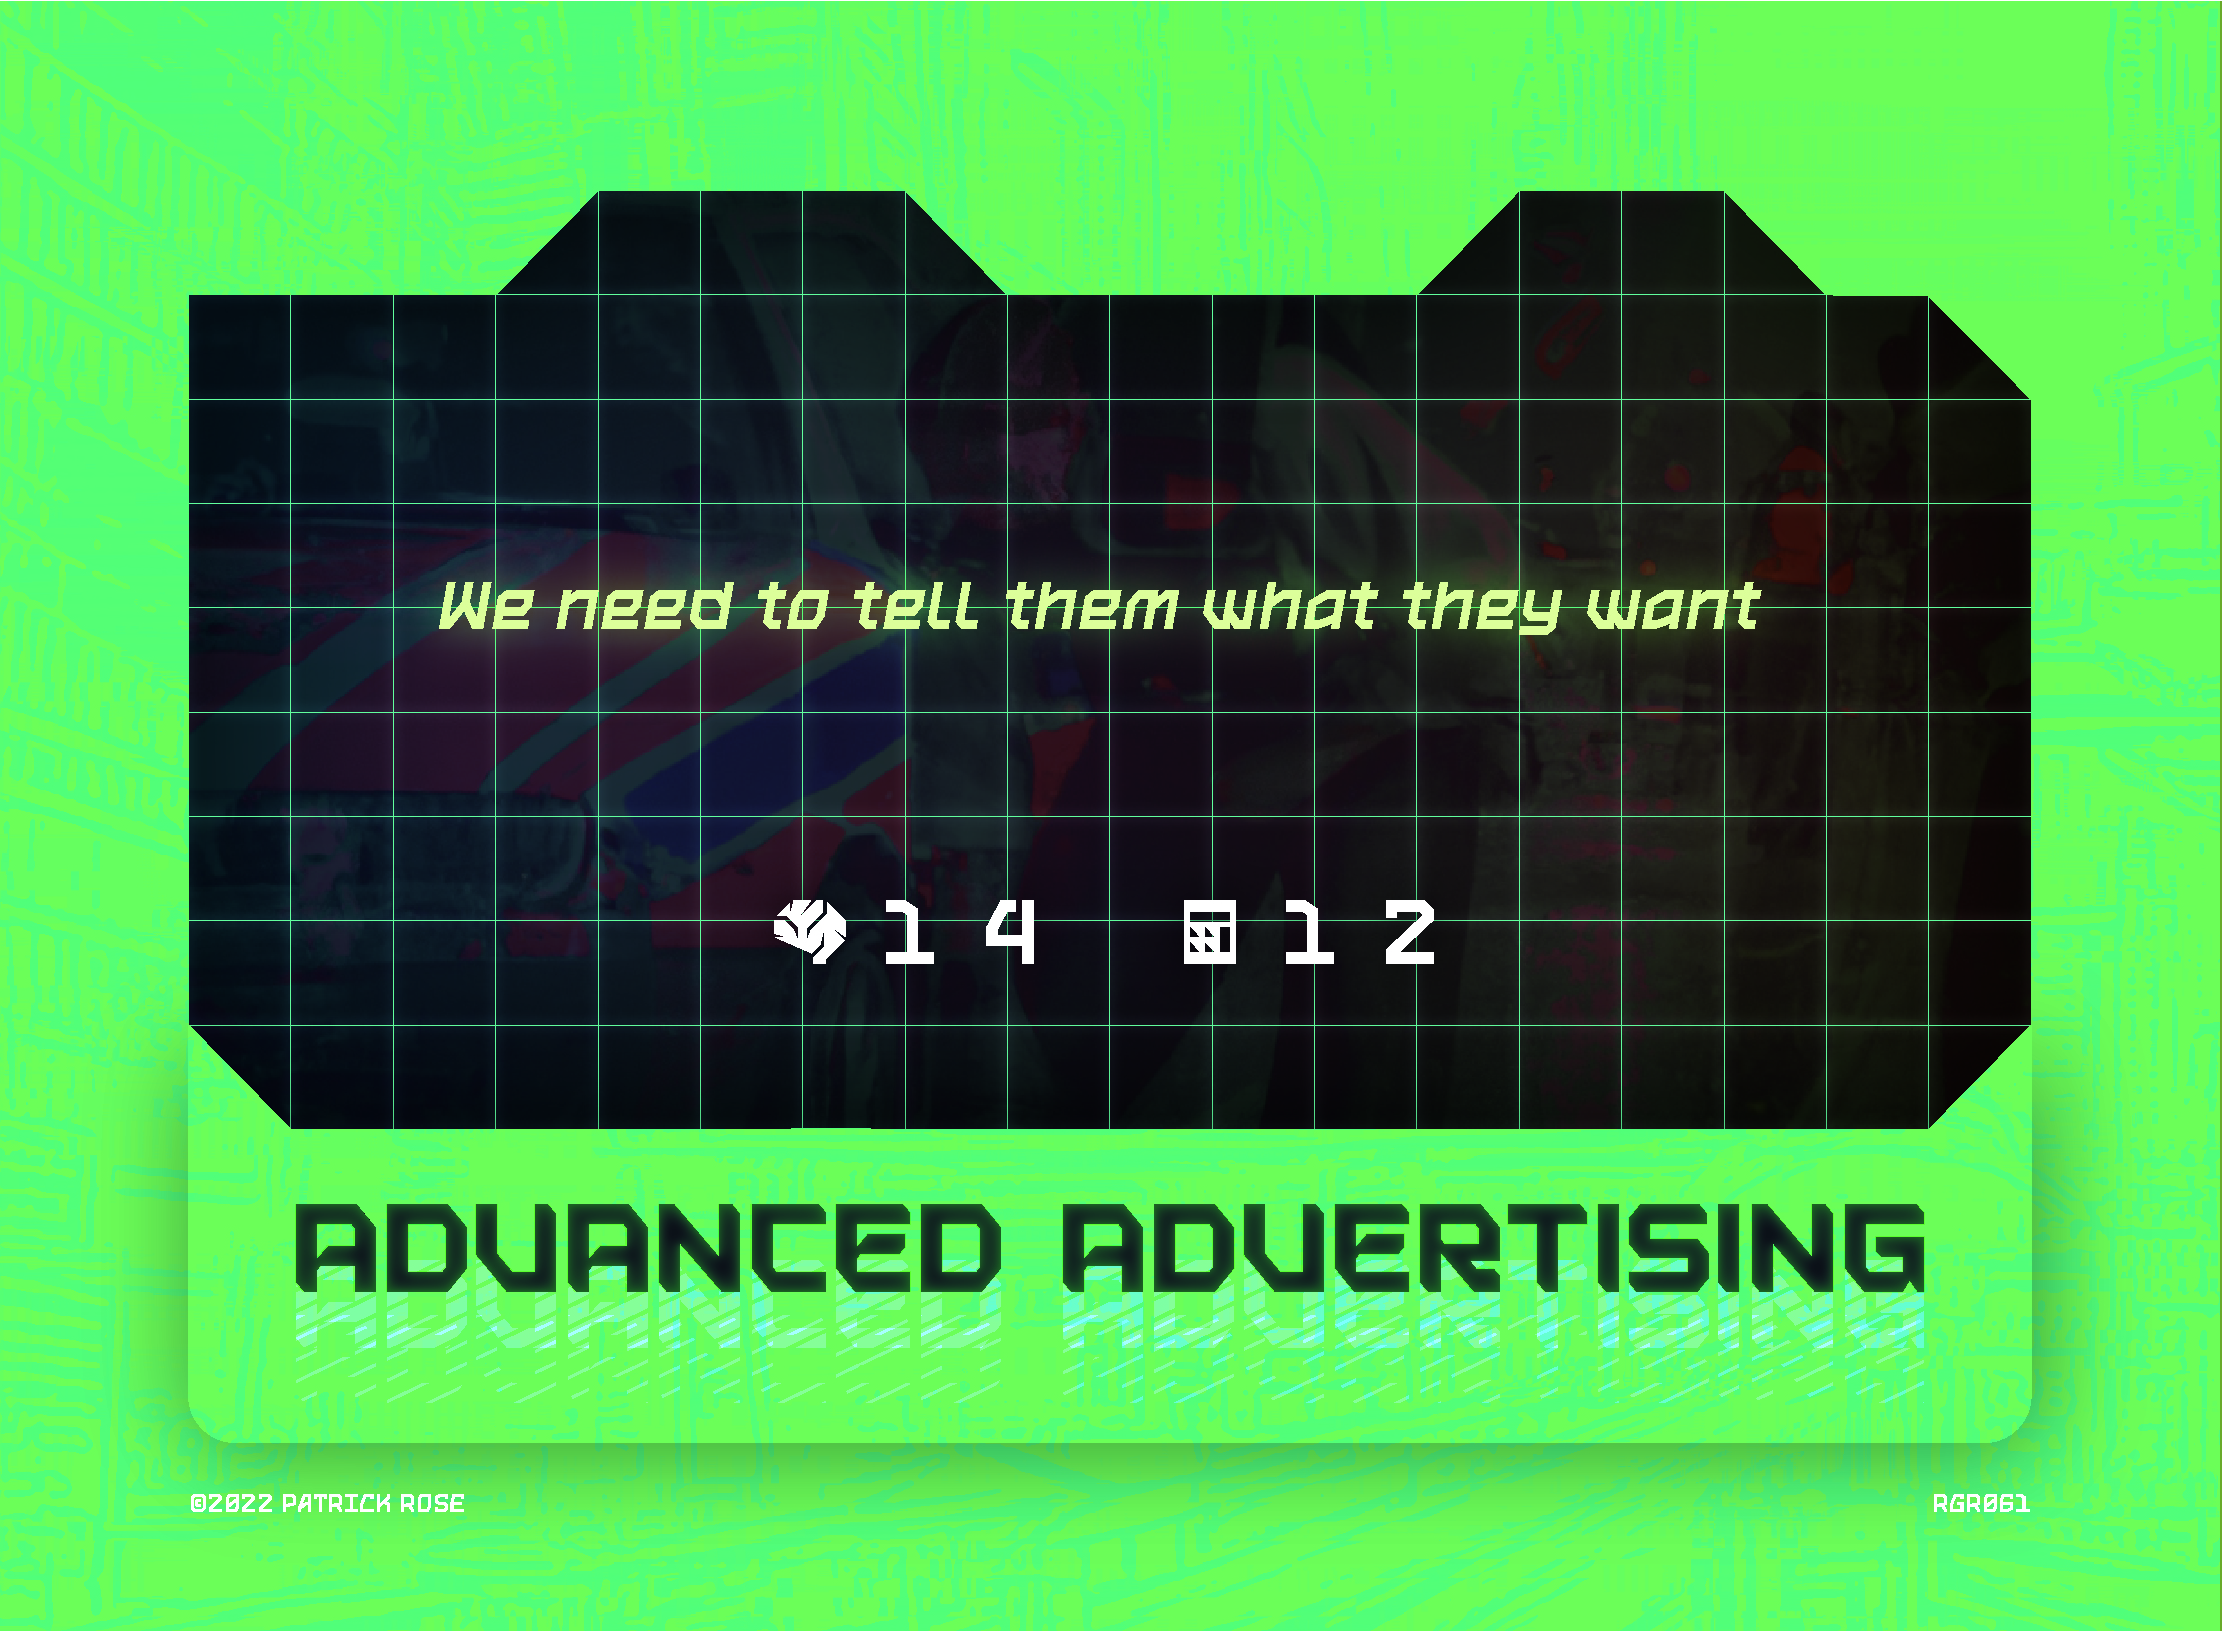 We need to tell them what they want
14 12
ADVANCED ADVERTISING
©2022 PATRICK ROSE
RGR061